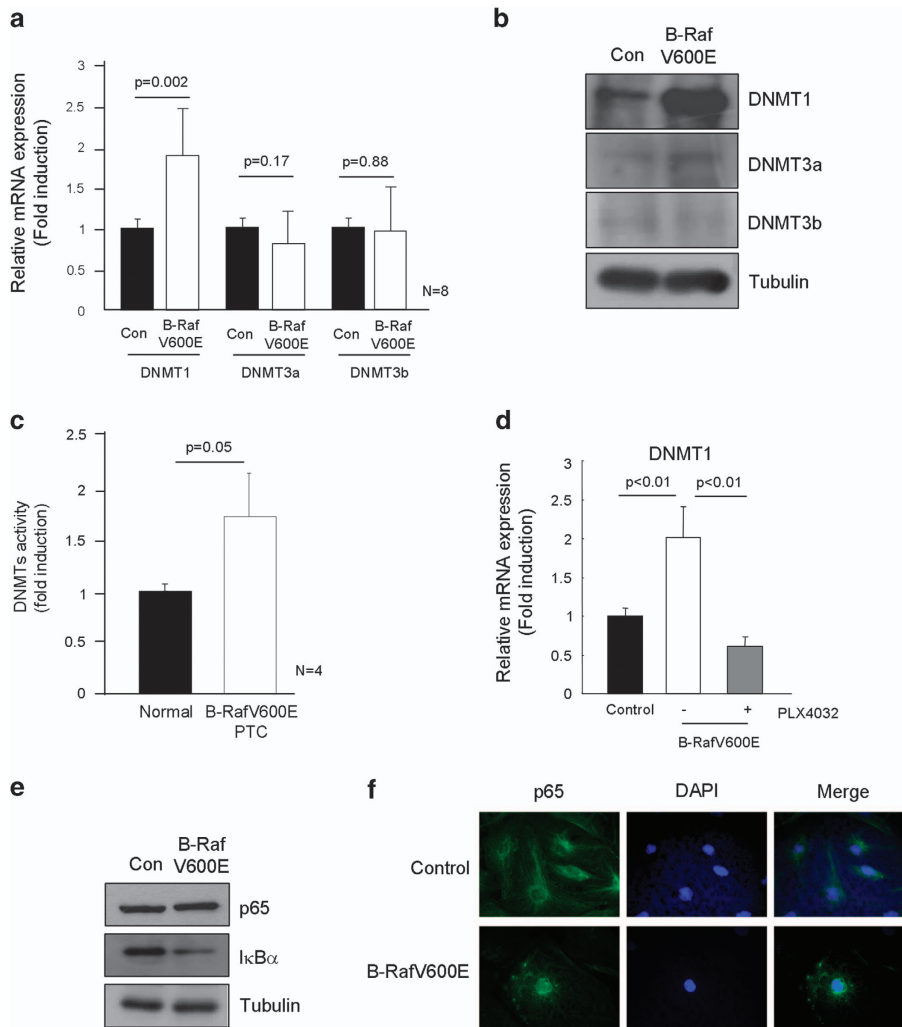 a
Relative mRNA expression
(Fold induction)
3
2.5
2
1.5
1
0.5
0
p=0.002
p=0.17
p=0.88
N=8
Con
B-Raf
V600E
Con
B-Raf
V600E
Con
B-Raf
V600E
DNMT1
DNMT3a
DNMT3b
b
Con
B-Raf
V600E
DNMT1
DNMT3a
DNMT3b
Tubulin
c
DNMTs activity
(fold induction)
2.5
2
1.5
1
0.5
0
p=0.05
N=4
Normal
B-RafV600E
PTC
d
DNMT1
Relative mRNA expression
(Fold induction)
3
2.5
2
1.5
1
0.5
0
p<0.01
p<0.01
Control
-
+
PLX4032
B-RafV600E
e
Con
B-Raf
V600E
p65
IκBα
Tubulin
f
p65
DAPI
Merge
Control
B-RafV600E